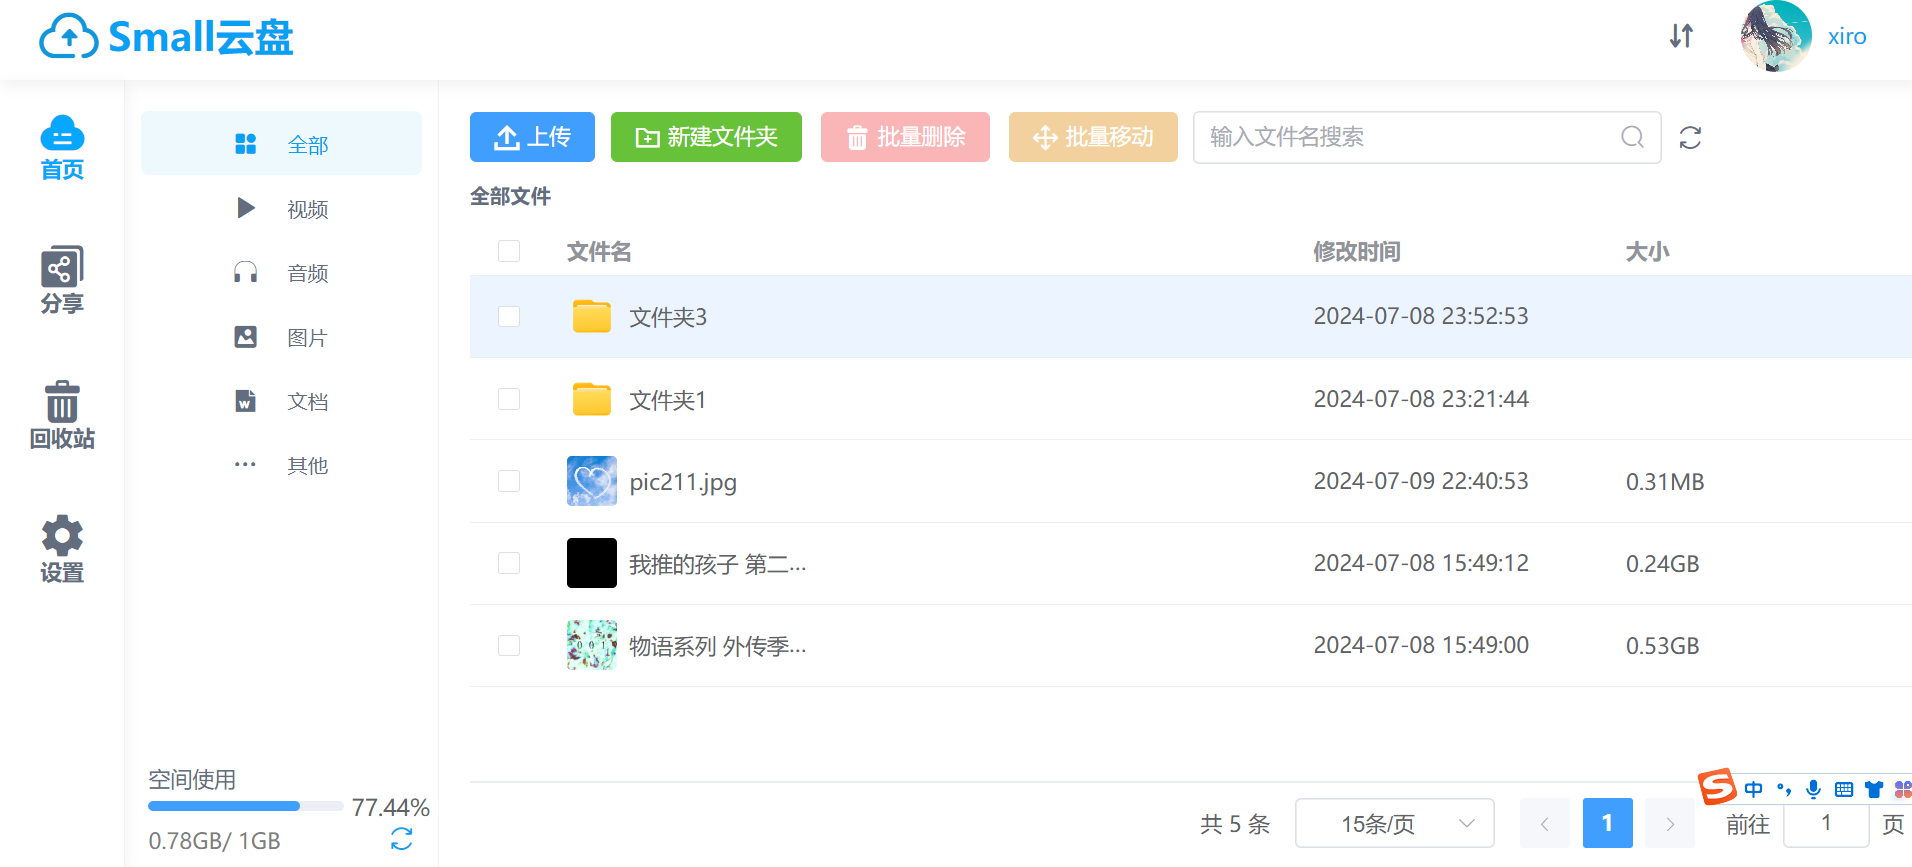 Small云盘
xiro
首页
分享
回收站
设置
全部
视频
音频
图片
文档
其他
空间使用
77.44%
0.78GB/ 1GB
上传 新建文件夹 批量删除 批量移动 输入文件名搜索
全部文件
文件名 修改时间 大小
文件夹3 2024-07-08 23:52:53
文件夹1 2024-07-08 23:21:44
pic211.jpg 2024-07-09 22:40:53 0.31MB
我推的孩子 第二... 2024-07-08 15:49:12 0.24GB
物语系列 外传季... 2024-07-08 15:49:00 0.53GB
中
共 5 条 15条/页 1 前往 1 页